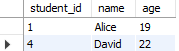 student_id name age
1 Alice 19
4 David 22